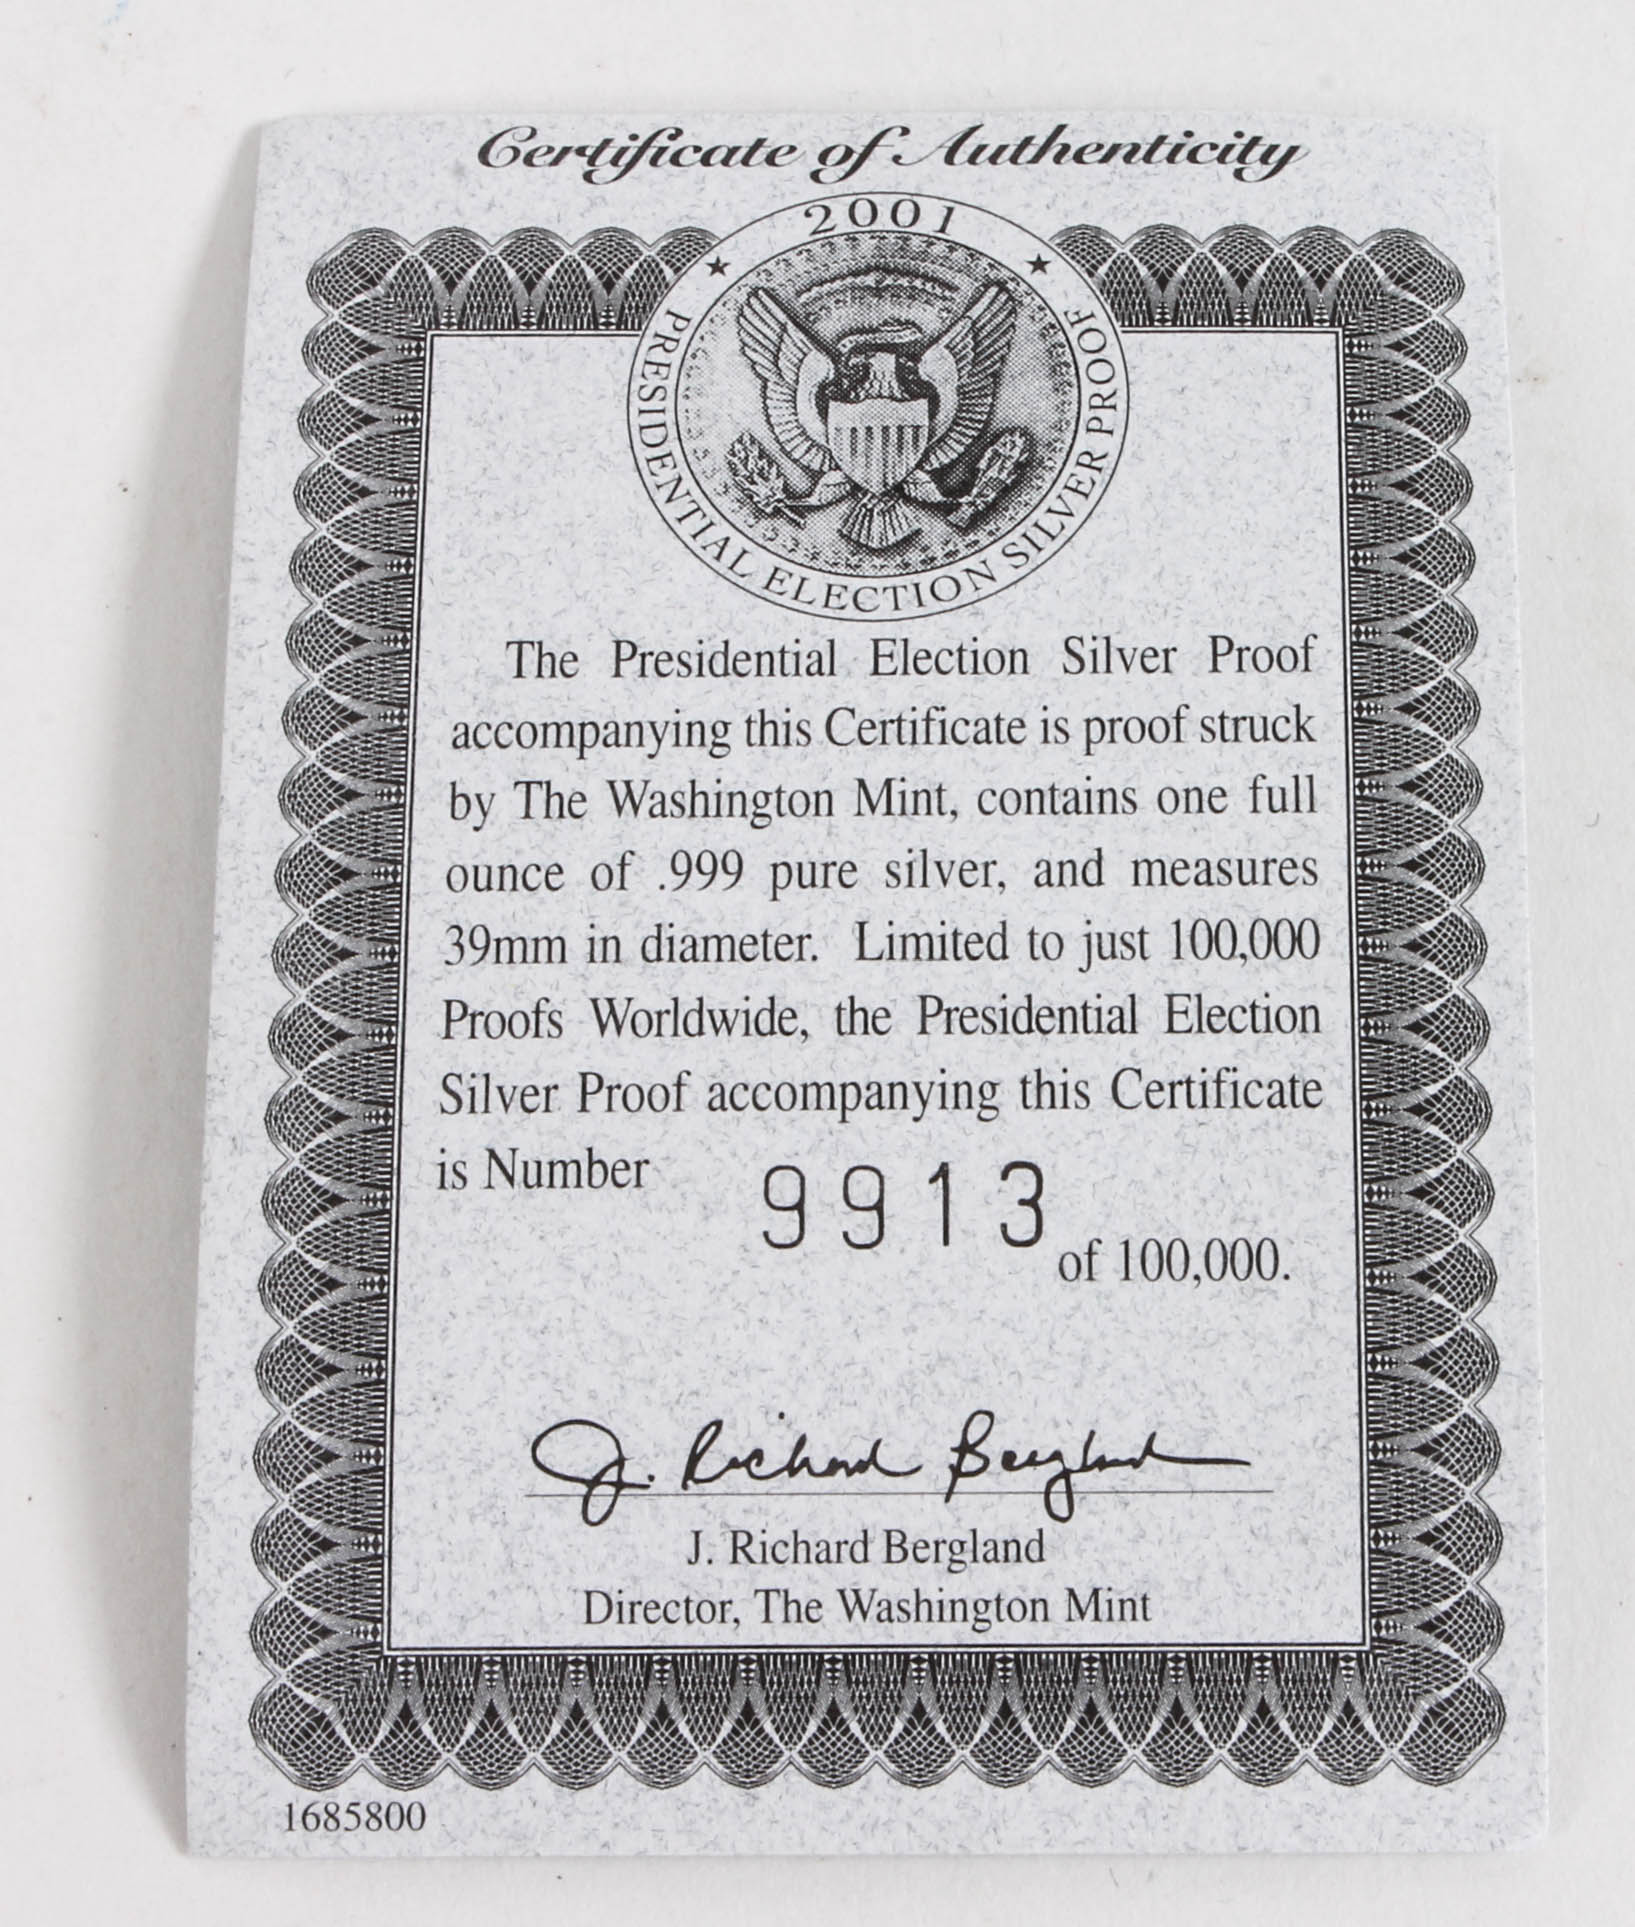 Certificate of Authenticity
2001
PRESIDENTIAL ELECTION SILVER PROOF
The Presidential Election Silver Proof
accompanying this Certificate is proof struck
by The Washington Mint, contains one full
ounce of .999 pure silver, and measures
39mm in diameter. Limited to just 100,000
Proofs Worldwide, the Presidential Election
Silver Proof accompanying this Certificate
is Number 9913 of 100,000.
J. Richard Bergland
J. Richard Bergland
Director, The Washington Mint
1685800